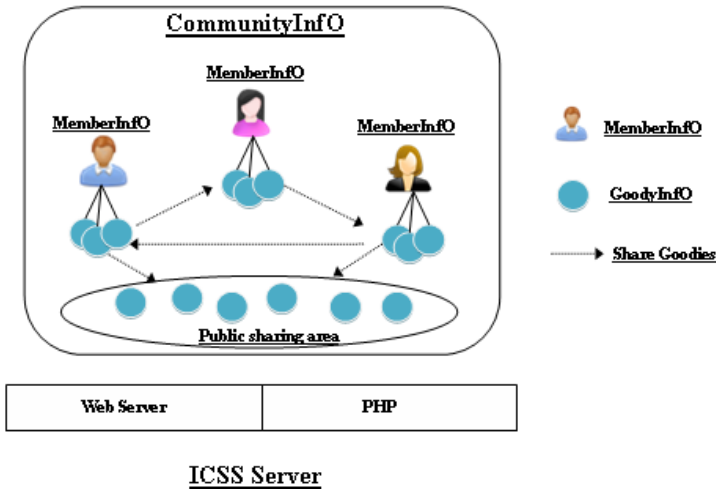 CommunityInfO
MemberInfO
MemberInfO
MemberInfO
Public sharing area
MemberInfO
GoodyInfO
Share Goodies
Web Server
PHP
ICSS Server